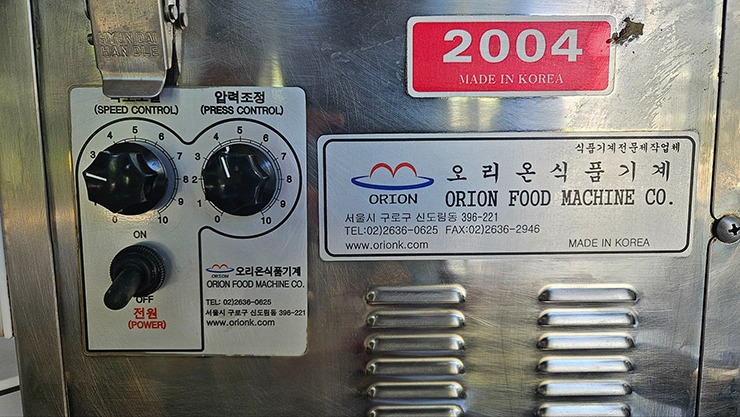 HYUNDAI
HANDLE
2004
MADE IN KOREA
(SPEED CONTROL)
압력조정
(PRESS CONTROL)
0 2 3 4 5 6 7 8 9 10
0 1 2 3 4 5 6 7 8 9 10
ON
OFF
전원
(POWER)
ORION
오리온식품기계
ORION FOOD MACHINE CO.
TEL: 02)2636-0625
서울시 구로구 신도림동 396-221
www.orionk.com
식품기계전문제작업체
ORION
오리온식품기계
ORION FOOD MACHINE CO.
서울시 구로구 신도림동 396-221
TEL:02)2636-0625 FAX:02)2636-2946
www.orionk.com
MADE IN KOREA